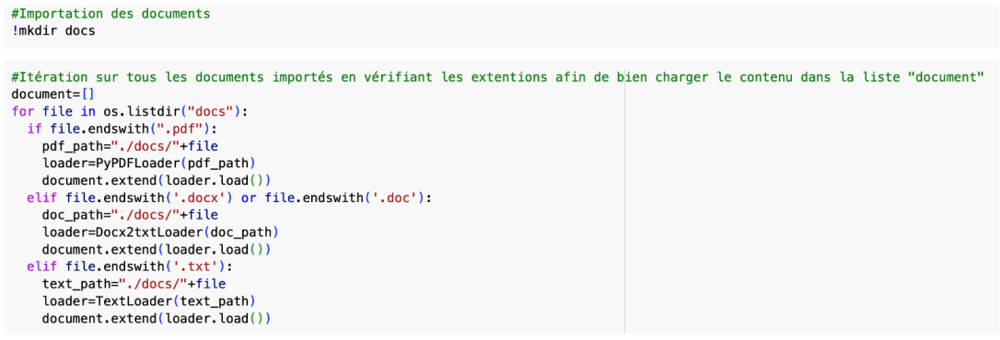 #Importation des documents
!mkdir docs
#Itération sur tous les documents importés en vérifiant les extentions afin de bien charger le contenu dans la liste "document"
document=[]
for file in os.listdir("docs"):
  if file.endswith(".pdf"):
    pdf_path="./docs/"+file
    loader=PyPDFLoader(pdf_path)
    document.extend(loader.load())
  elif file.endswith('.docx') or file.endswith('.doc'):
    doc_path="./docs/"+file
    loader=Docx2txtLoader(doc_path)
    document.extend(loader.load())
  elif file.endswith('.txt'):
    text_path="./docs/"+file
    loader=TextLoader(text_path)
    document.extend(loader.load())